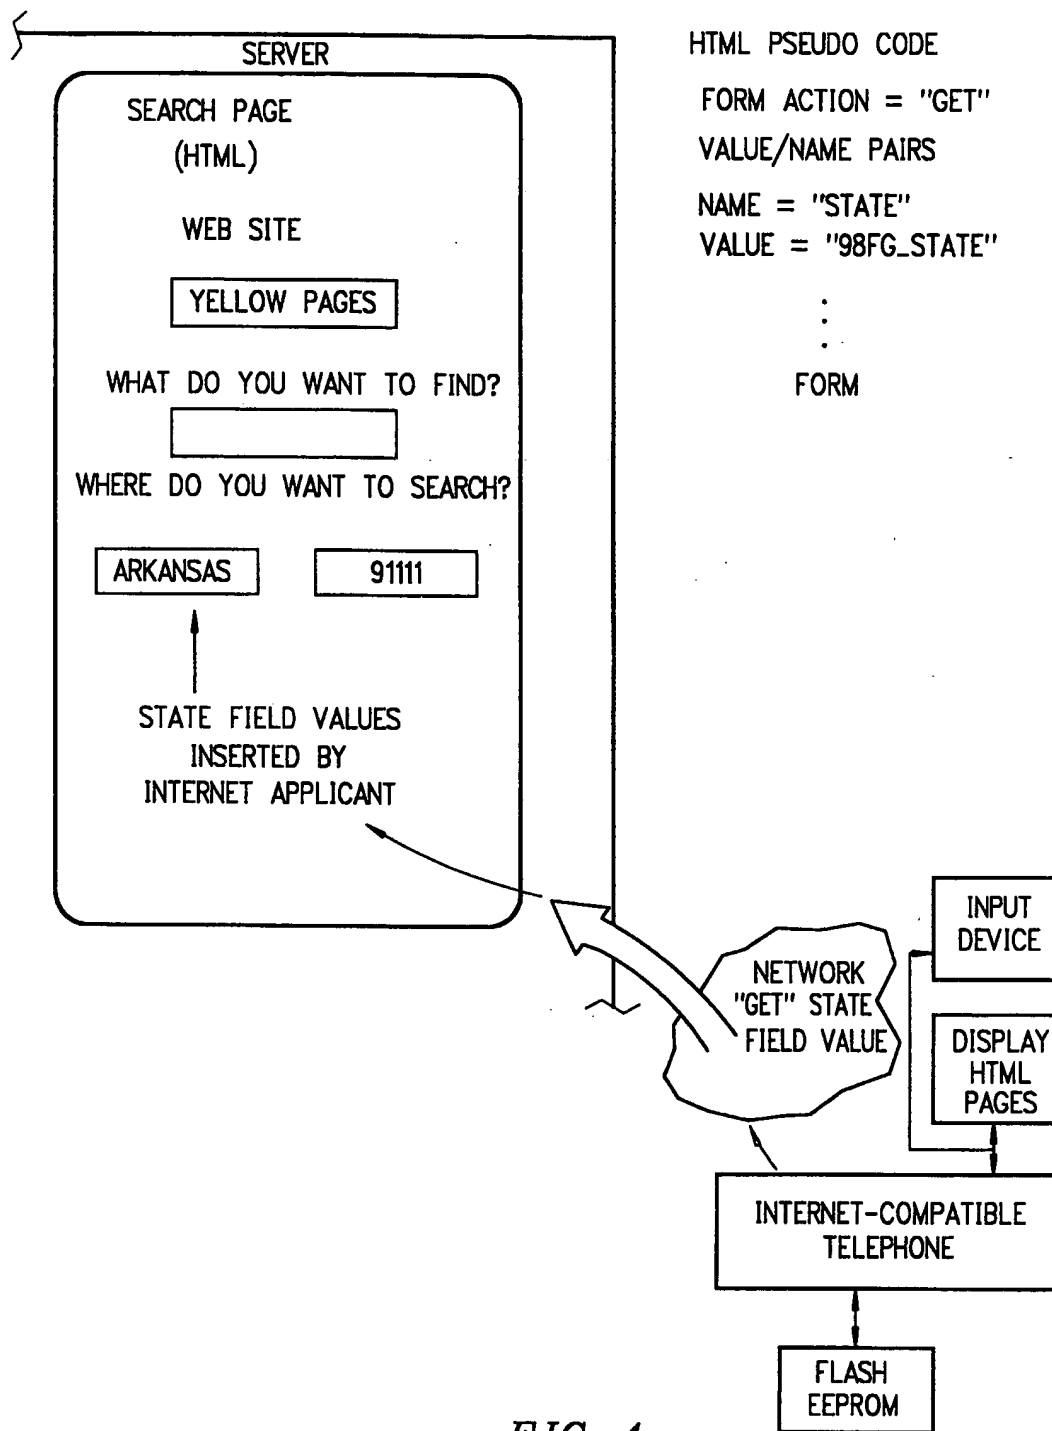 SERVER
SEARCH PAGE
(HTML)
WEB SITE
YELLOW PAGES
WHAT DO YOU WANT TO FIND?
WHERE DO YOU WANT TO SEARCH?
ARKANSAS
91111
STATE FIELD VALUES
INSERTED BY
INTERNET APPLICANT
HTML PSEUDO CODE
FORM ACTION = "GET"
VALUE/NAME PAIRS
NAME = "STATE"
VALUE = "98FG_STATE"
FORM
NETWORK
"GET" STATE
FIELD VALUE
INPUT
DEVICE
DISPLAY
HTML
PAGES
INTERNET-COMPATIBLE
TELEPHONE
FLASH
EEPROM